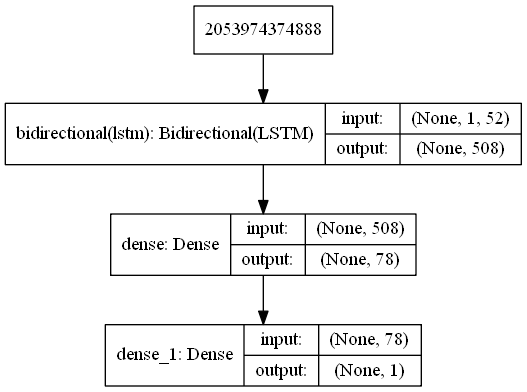 2053974374888
bidirectional(lstm): Bidirectional(LSTM)
input: (None, 1, 52)
output: (None, 508)
dense: Dense
input: (None, 508)
output: (None, 78)
dense_1: Dense
input: (None, 78)
output: (None, 1)